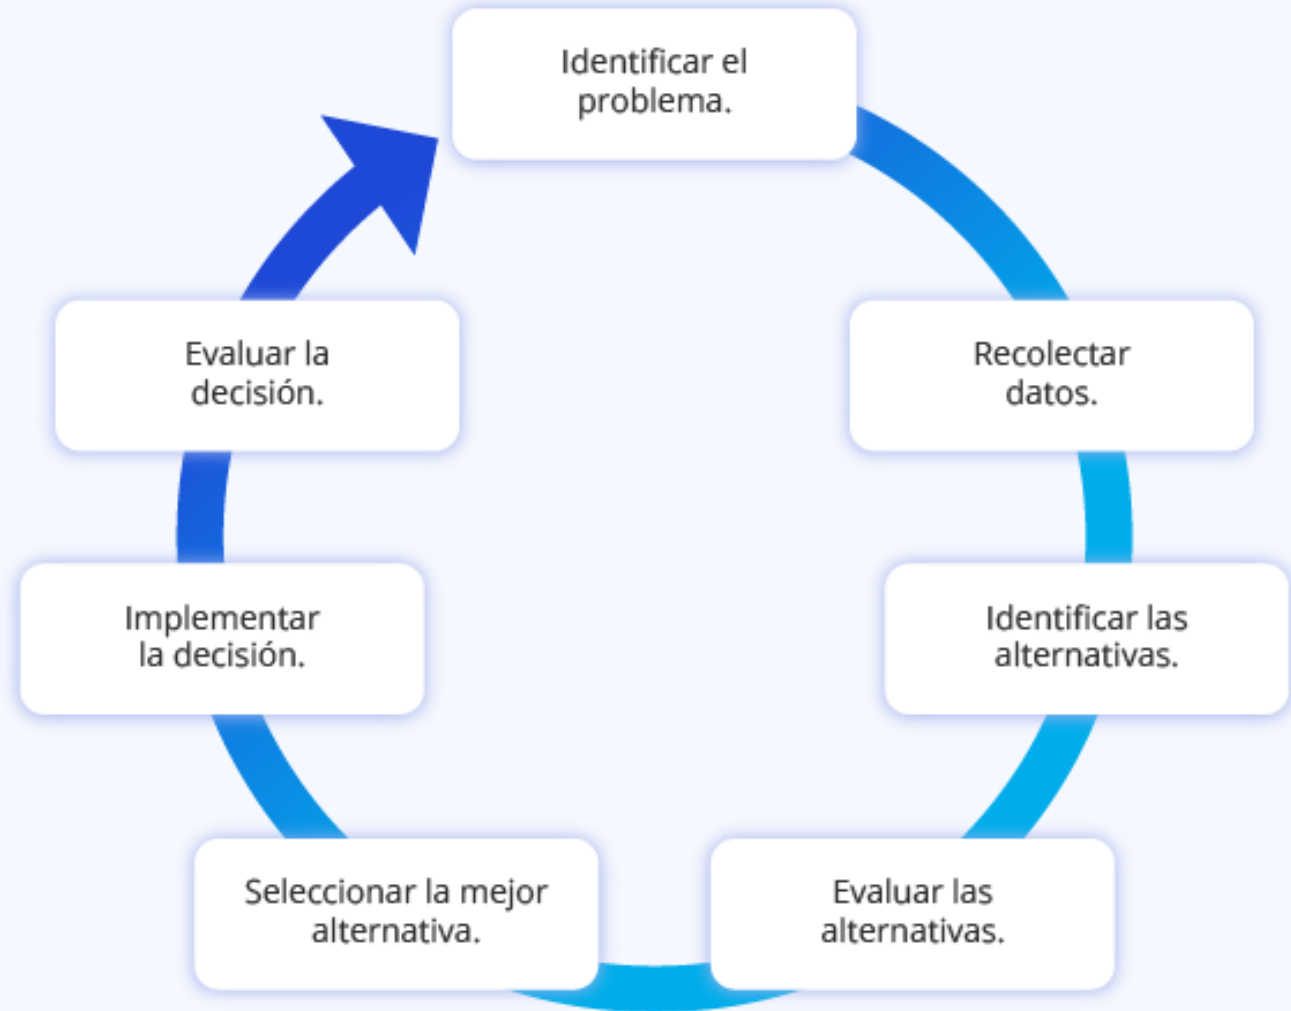 Identificar el
problema.
Recolectar
datos.
Identificar las
alternativas.
Evaluar las
alternativas.
Seleccionar la mejor
alternativa.
Implementar
la decisión.
Evaluar la
decisión.